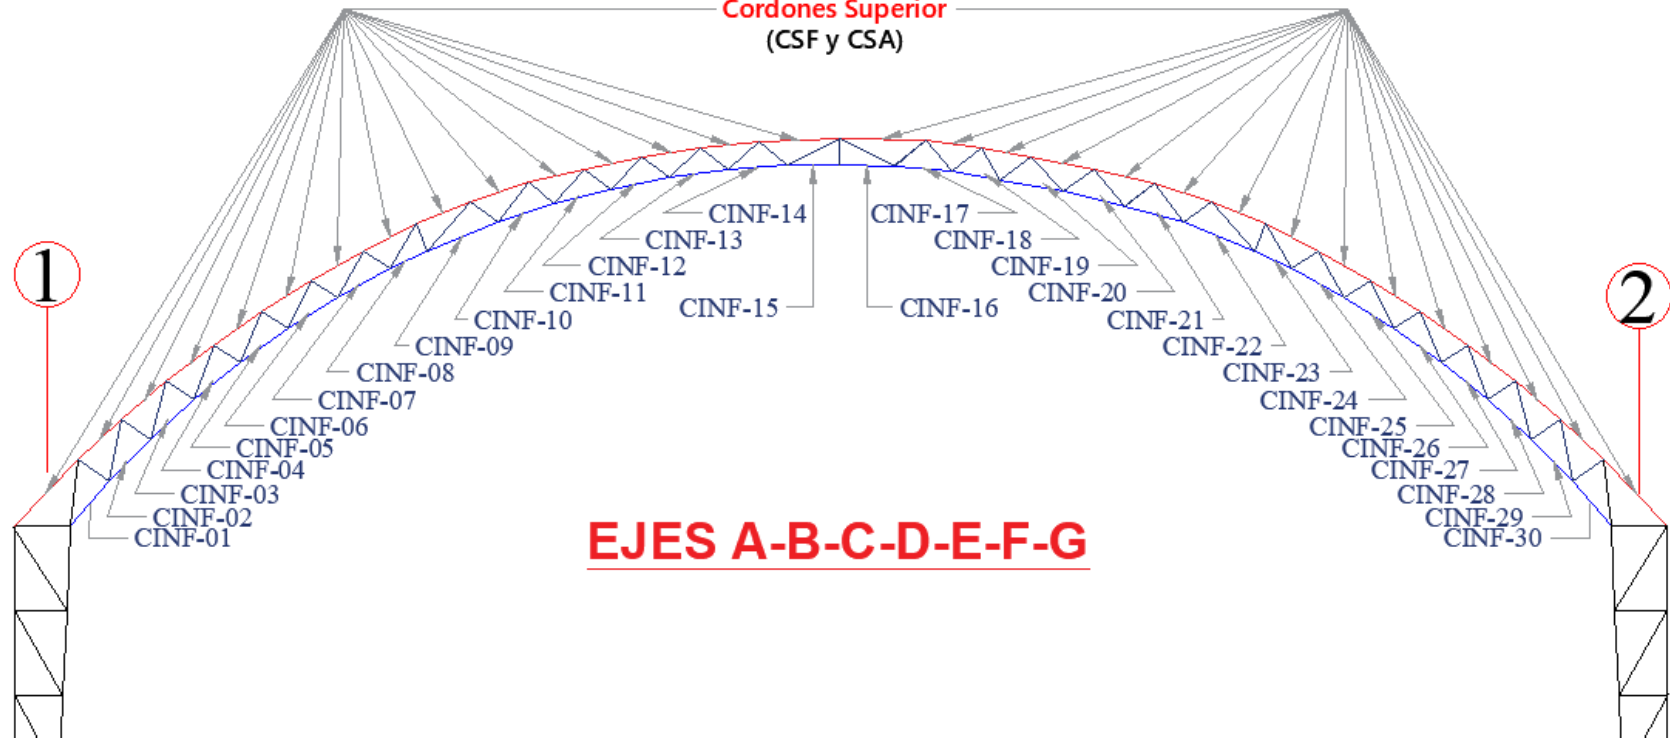 Cordones Superior
(CSF y CSA)
1
2
CINF-14
CINF-17
CINF-13
CINF-18
CINF-12
CINF-19
CINF-11
CINF-20
CINF-15
CINF-16
CINF-10
CINF-21
CINF-09
CINF-22
CINF-08
CINF-23
CINF-07
CINF-24
CINF-06
CINF-25
CINF-05
CINF-26
CINF-04
CINF-27
CINF-03
CINF-28
CINF-02
CINF-29
CINF-01
CINF-30
EJES A-B-C-D-E-F-G